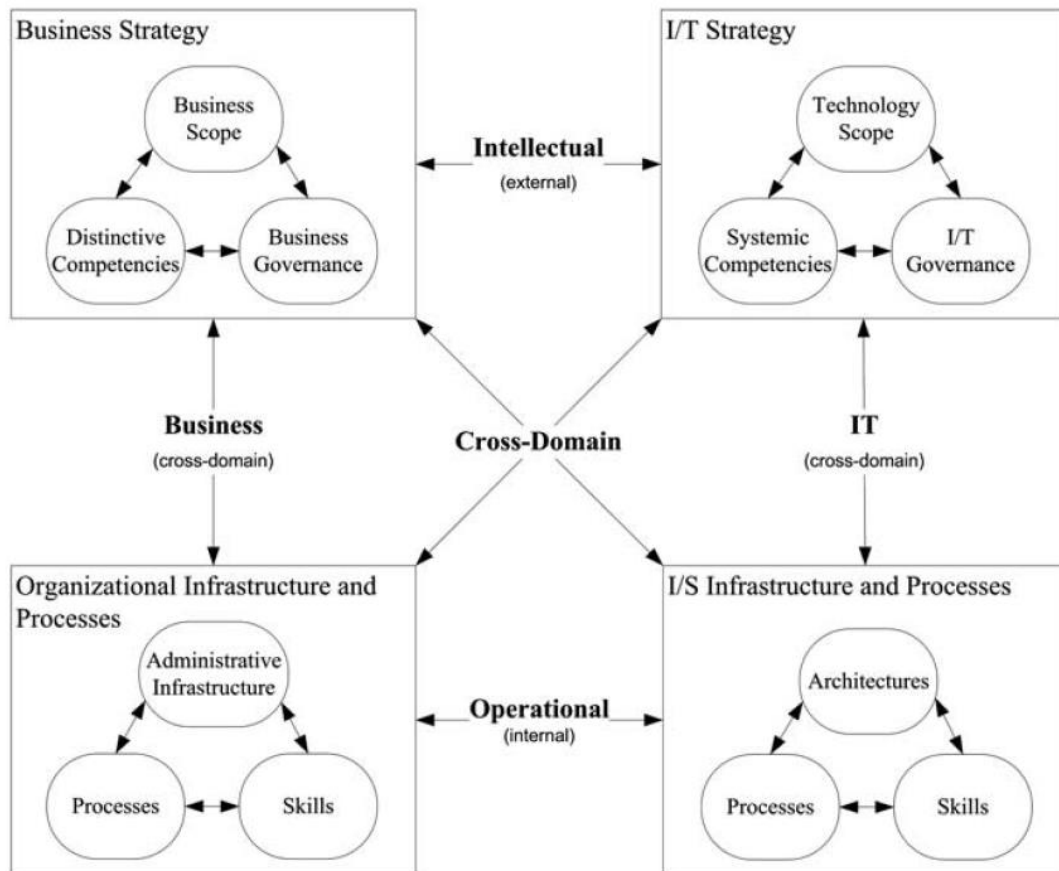 Business Strategy
Business
Scope
Distinctive
Competencies
Business
Governance
Intellectual
(external)
I/T Strategy
Technology
Scope
Systemic
Competencies
I/T
Governance
Business
(cross-domain)
Cross-Domain
IT
(cross-domain)
Organizational Infrastructure and
Processes
Administrative
Infrastructure
Processes
Skills
Operational
(internal)
I/S Infrastructure and Processes
Architectures
Processes
Skills